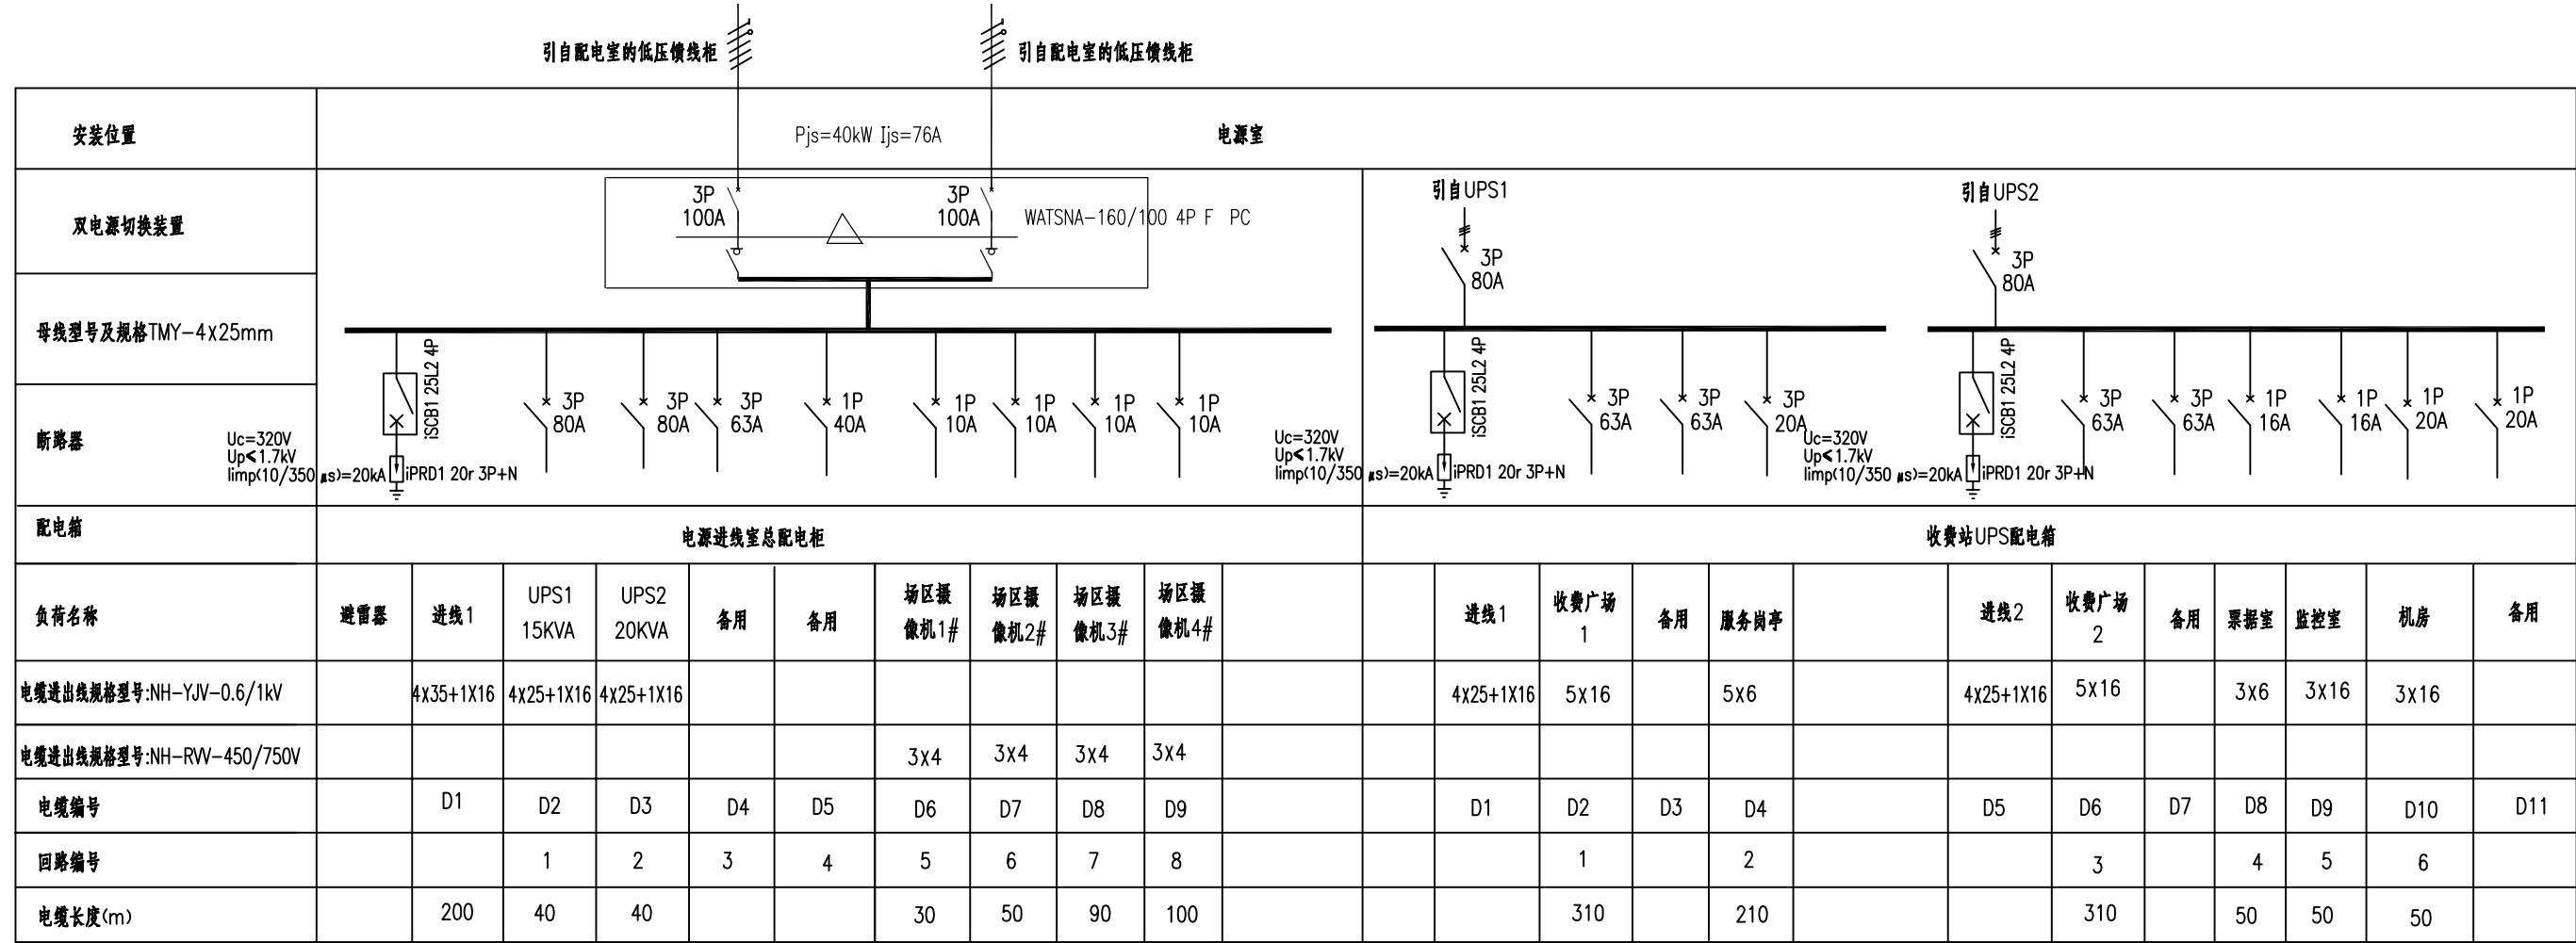 引自配电室的低压馈线柜
引自配电室的低压馈线柜
安装位置
Pjs=40kW Ijs=76A
电源室
双电源切换装置
3P
100A
3P
100A
WATSNA-160/100 4P F PC
引自UPS1
3P
80A
引自UPS2
3P
80A
母线型号及规格TMY-4X25mm
断路器
Uc=320V
Up<1.7kV
Iimp(10/350 μs)=20kA
iSCB1 25L2 4P
iPRD1 20r 3P+N
3P
80A
3P
80A
3P
63A
1P
40A
1P
10A
1P
10A
1P
10A
1P
10A
Uc=320V
Up<1.7kV
Iimp(10/350 μs)=20kA
iSCB1 25L2 4P
iPRD1 20r 3P+N
3P
63A
3P
63A
3P
20A
Uc=320V
Up<1.7kV
Iimp(10/350 μs)=20kA
iSCB1 25L2 4P
iPRD1 20r 3P+N
3P
63A
3P
63A
1P
16A
1P
16A
1P
20A
1P
20A
配电箱
电源进线室总配电柜
收费站UPS配电箱
负荷名称
避雷器
进线1
UPS1
15KVA
UPS2
20KVA
备用
备用
场区摄
像机1#
场区摄
像机2#
场区摄
像机3#
场区摄
像机4#
进线1
收费广场
1
备用
服务岗亭
进线2
收费广场
2
备用
票据室
监控室
机房
备用
电缆进出线规格型号:NH-YJV-0.6/1kV
4X35+1X16 4X25+1X16 4X25+1X16 4X25+1X16 5X16 5X6 4X25+1X16 5X16 3X6 3X16 3X16
电缆进出线规格型号:NH-RVV-450/750V
3X4 3X4 3X4 3X4
电缆编号 D1 D2 D3 D4 D5 D6 D7 D8 D9 D1 D2 D3 D4 D5 D6 D7 D8 D9 D10 D11
回路编号 1 2 3 4 5 6 7 8 1 2 3 4 5 6
电缆长度(m) 200 40 40 30 50 90 100 310 210 310 50 50 50